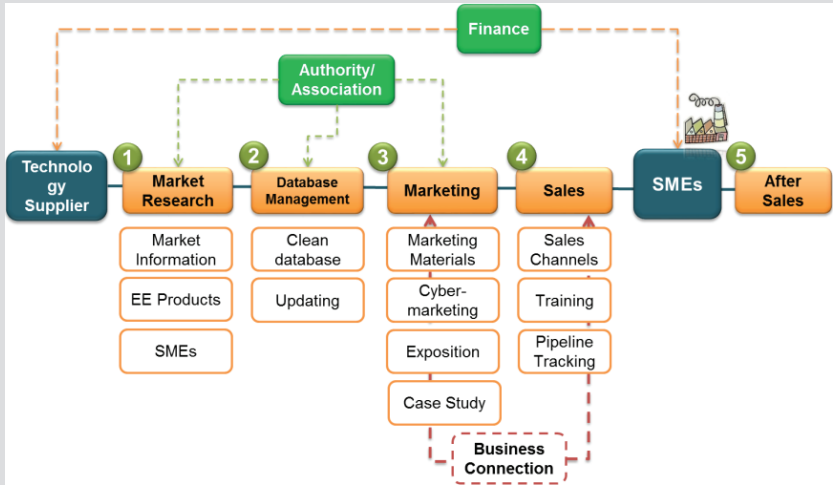 Finance
Authority/
Association
1
2
3
4
5
Technolo
gy
Supplier
Market
Research
Database
Management
Marketing
Sales
SMEs
After
Sales
Market
Information
EE Products
SMEs
Clean
database
Updating
Marketing
Materials
Cyber-
marketing
Exposition
Case Study
Sales
Channels
Training
Pipeline
Tracking
Business
Connection